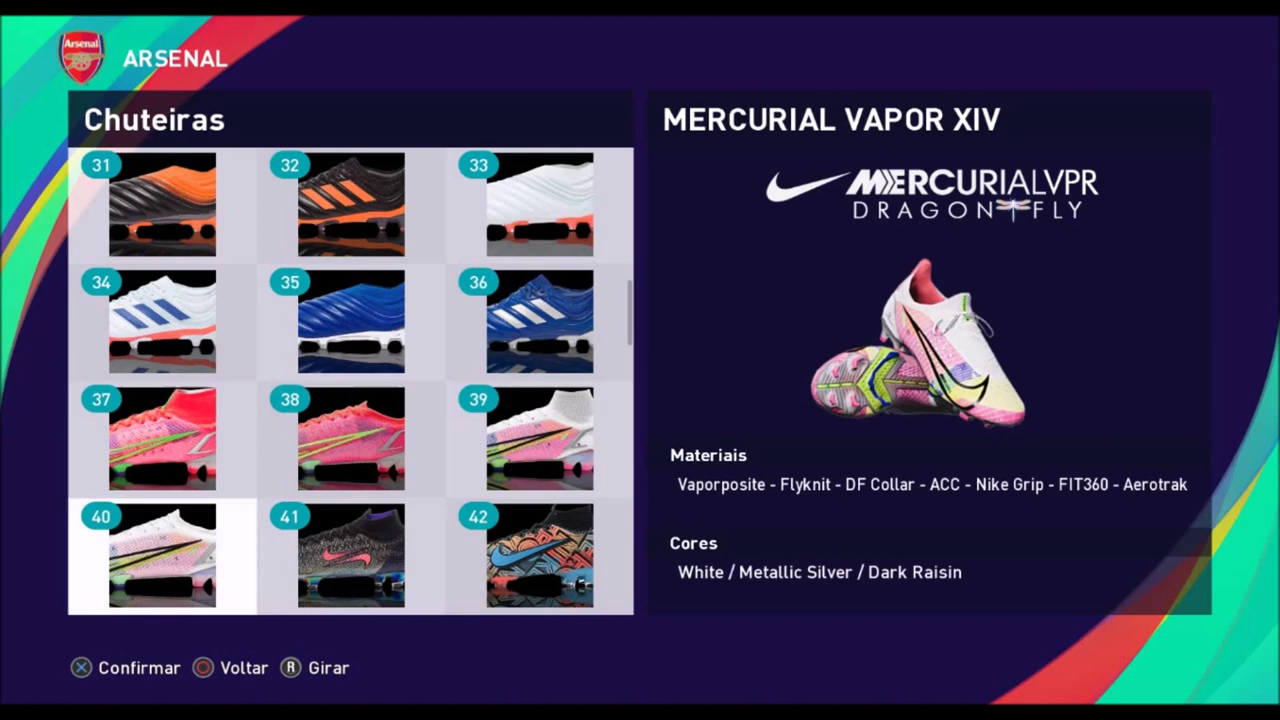 Arsenal
ARSENAL
Chuteiras
31
32
33
34
35
36
37
38
39
40
41
42
MERCURIAL VAPOR XIV
MERCURIALVPR
DRAGONFLY
Materiais
Vaporposite - Flyknit - DF Collar - ACC - Nike Grip - FIT360 - Aerotrak
Cores
White / Metallic Silver / Dark Raisin
Confirmar
Voltar
R Girar